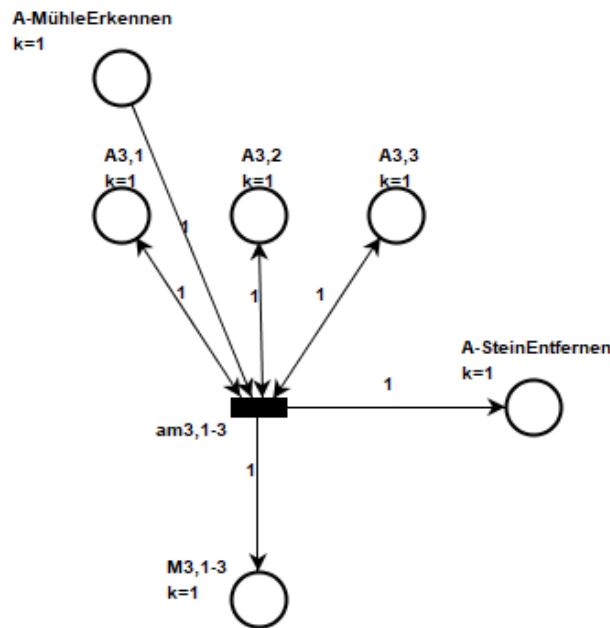 A-MühleErkennen
k=1
A3,1
k=1
A3,2
k=1
A3,3
k=1
1
1
1
1
A-SteinEntfernen
k=1
1
am3,1-3
1
M3,1-3
k=1